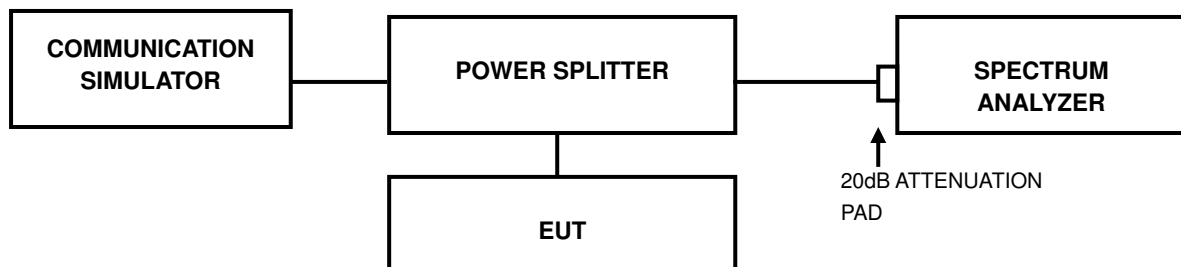 COMMUNICATION
SIMULATOR
POWER SPLITTER
SPECTRUM
ANALYZER
20dB ATTENUATION
PAD
EUT